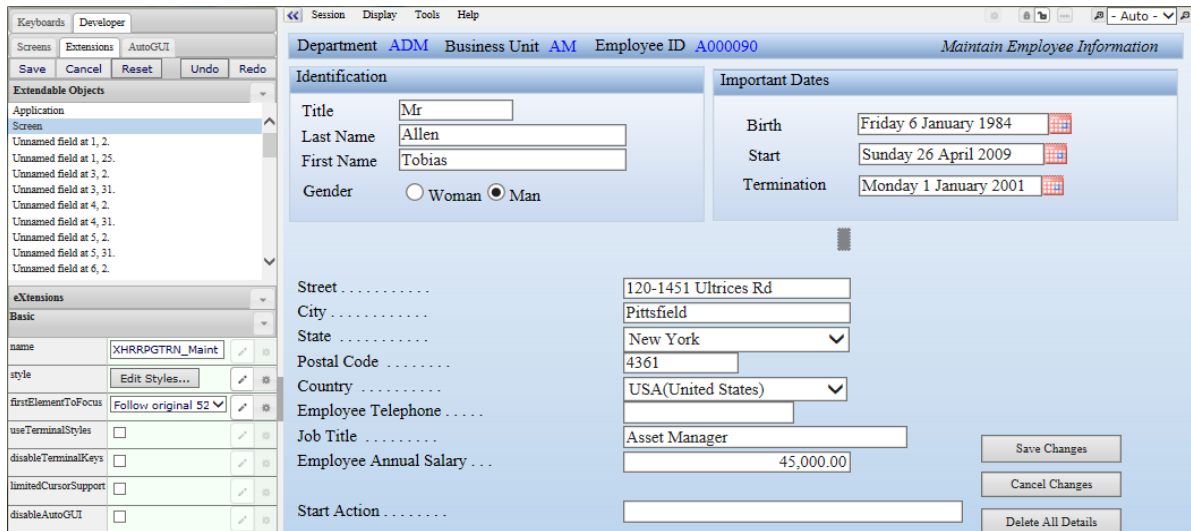 Keyboards Developer
Screens Extensions AutoGUI
Save Cancel Reset Undo Redo
Extendable Objects
Application
Screen
Unnamed field at 1, 2.
Unnamed field at 1, 25.
Unnamed field at 3, 2.
Unnamed field at 3, 31.
Unnamed field at 4, 2.
Unnamed field at 4, 31.
Unnamed field at 5, 2.
Unnamed field at 5, 31.
Unnamed field at 6, 2.
eXtensions
Basic
name XHRRPGTRN_Maint
style Edit Styles...
firstElementToFocus Follow original 52
useTerminalStyles
disableTerminalKeys
limitedCursorSupport
disableAutoGUI
Session Display Tools Help - Auto -
Department ADM Business Unit AM Employee ID A000090 Maintain Employee Information
Identification
Title Mr
Last Name Allen
First Name Tobias
Gender Woman Man
Important Dates
Birth Friday 6 January 1984
Start Sunday 26 April 2009
Termination Monday 1 January 2001
Street . . . . . . . . . . . 120-1451 Ultrices Rd
City . . . . . . . . . . . . Pittsfield
State . . . . . . . . . . . New York
Postal Code . . . . . . . . 4361
Country . . . . . . . . . . USA(United States)
Employee Telephone . . . . .
Job Title . . . . . . . . . Asset Manager
Employee Annual Salary . . . 45,000.00
Start Action . . . . . . . .
Save Changes
Cancel Changes
Delete All Details